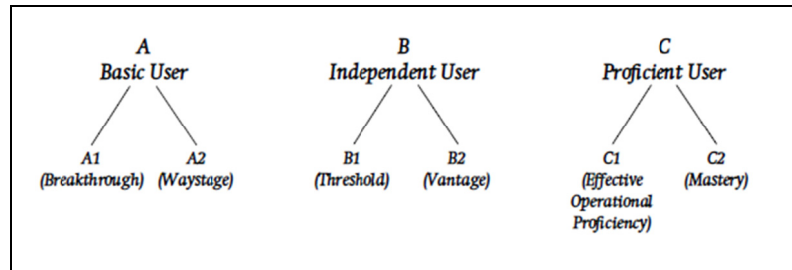 A
Basic User
B
Independent User
C
Proficient User
A1
(Breakthrough)
A2
(Waystage)
B1
(Threshold)
B2
(Vantage)
C1
(Effective
Operational
Proficiency)
C2
(Mastery)